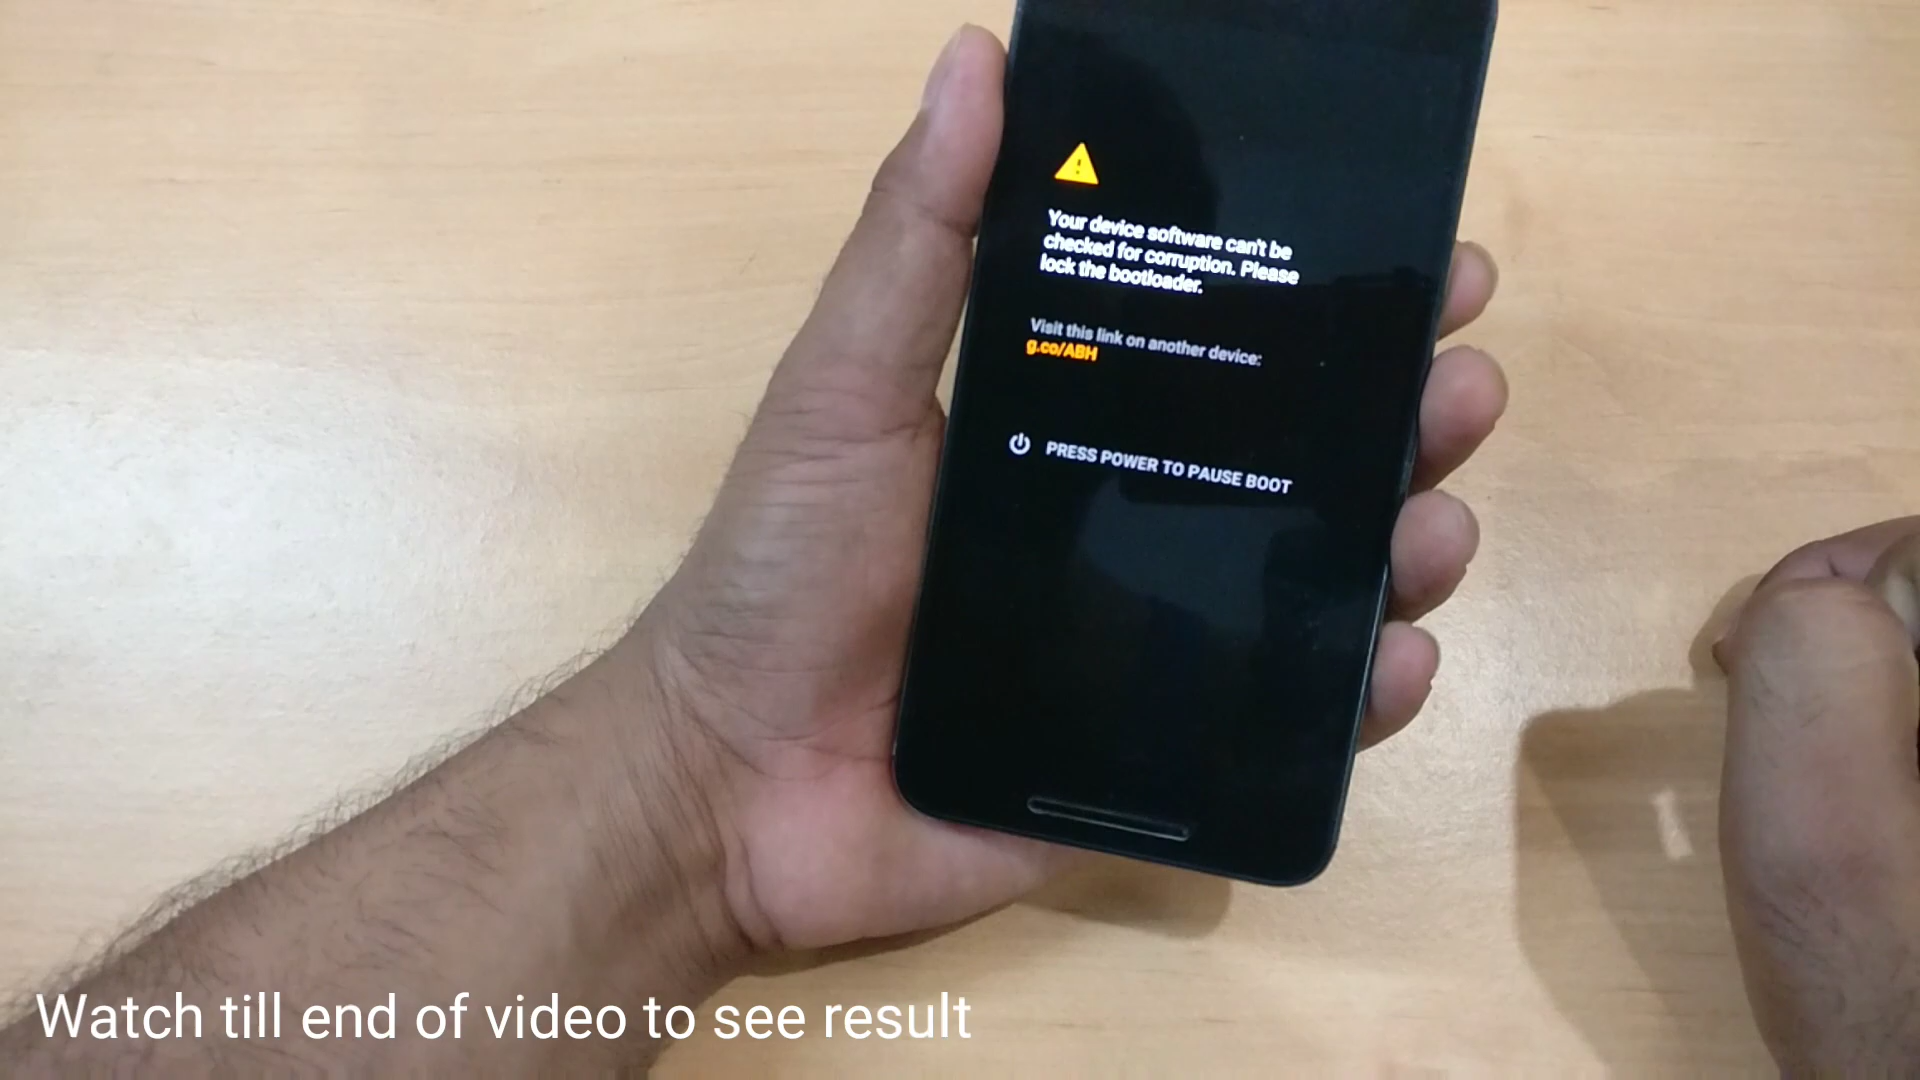 Your device software can't be
checked for corruption. Please
lock the bootloader.
Visit this link on another device:
g.co/ABH
PRESS POWER TO PAUSE BOOT
Watch till end of video to see result